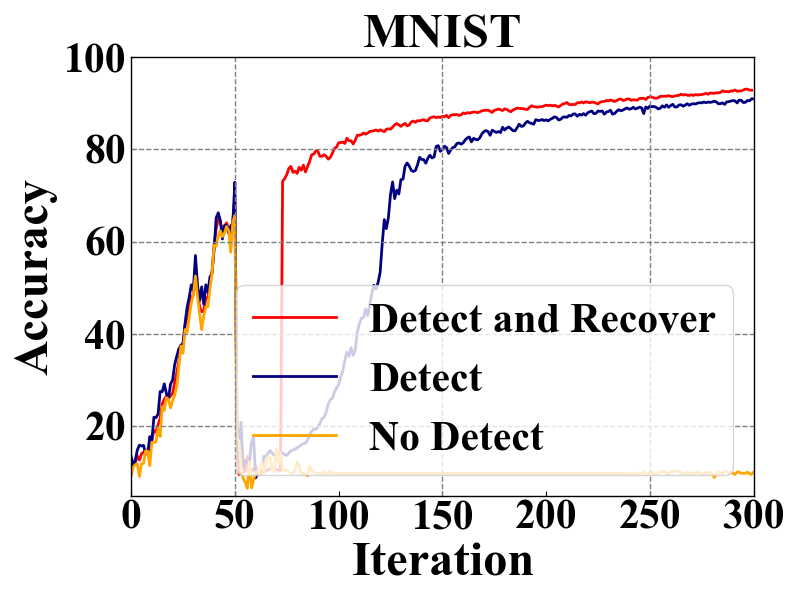 MNIST
100
80
60
40
20
Accuracy
Detect and Recover
Detect
No Detect
0 50 100 150 200 250 300
Iteration